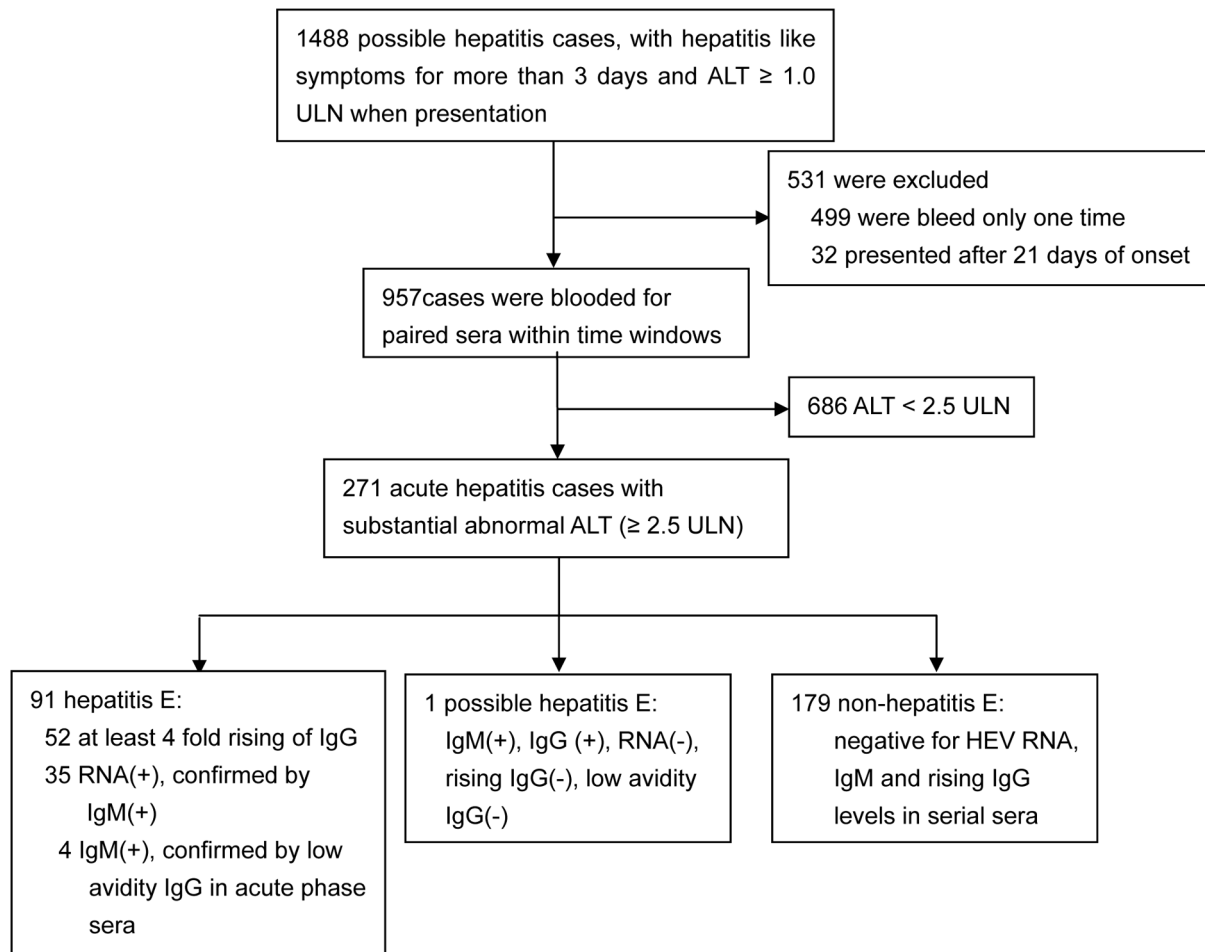 1488 possible hepatitis cases, with hepatitis like
symptoms for more than 3 days and ALT ≥ 1.0
ULN when presentation
531 were excluded
499 were bleed only one time
32 presented after 21 days of onset
957cases were blooded for
paired sera within time windows
686 ALT < 2.5 ULN
271 acute hepatitis cases with
substantial abnormal ALT (≥ 2.5 ULN)
91 hepatitis E:
52 at least 4 fold rising of IgG
35 RNA(+), confirmed by
IgM(+)
4 IgM(+), confirmed by low
avidity IgG in acute phase
sera
1 possible hepatitis E:
IgM(+), IgG (+), RNA(-),
rising IgG(-), low avidity
IgG(-)
179 non-hepatitis E:
negative for HEV RNA,
IgM and rising IgG
levels in serial sera